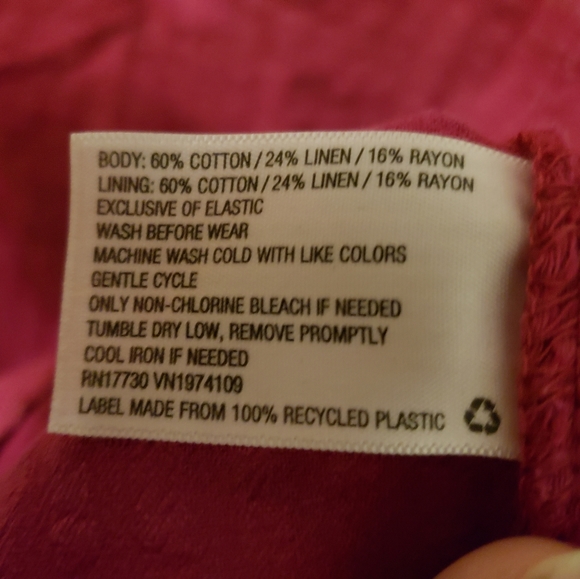 BODY: 60% COTTON / 24% LINEN / 16% RAYON
LINING: 60% COTTON / 24% LINEN / 16% RAYON
EXCLUSIVE OF ELASTIC
WASH BEFORE WEAR
MACHINE WASH COLD WITH LIKE COLORS
GENTLE CYCLE
ONLY NON-CHLORINE BLEACH IF NEEDED
TUMBLE DRY LOW, REMOVE PROMPTLY
COOL IRON IF NEEDED
RN17730 VN1974109
LABEL MADE FROM 100% RECYCLED PLASTIC